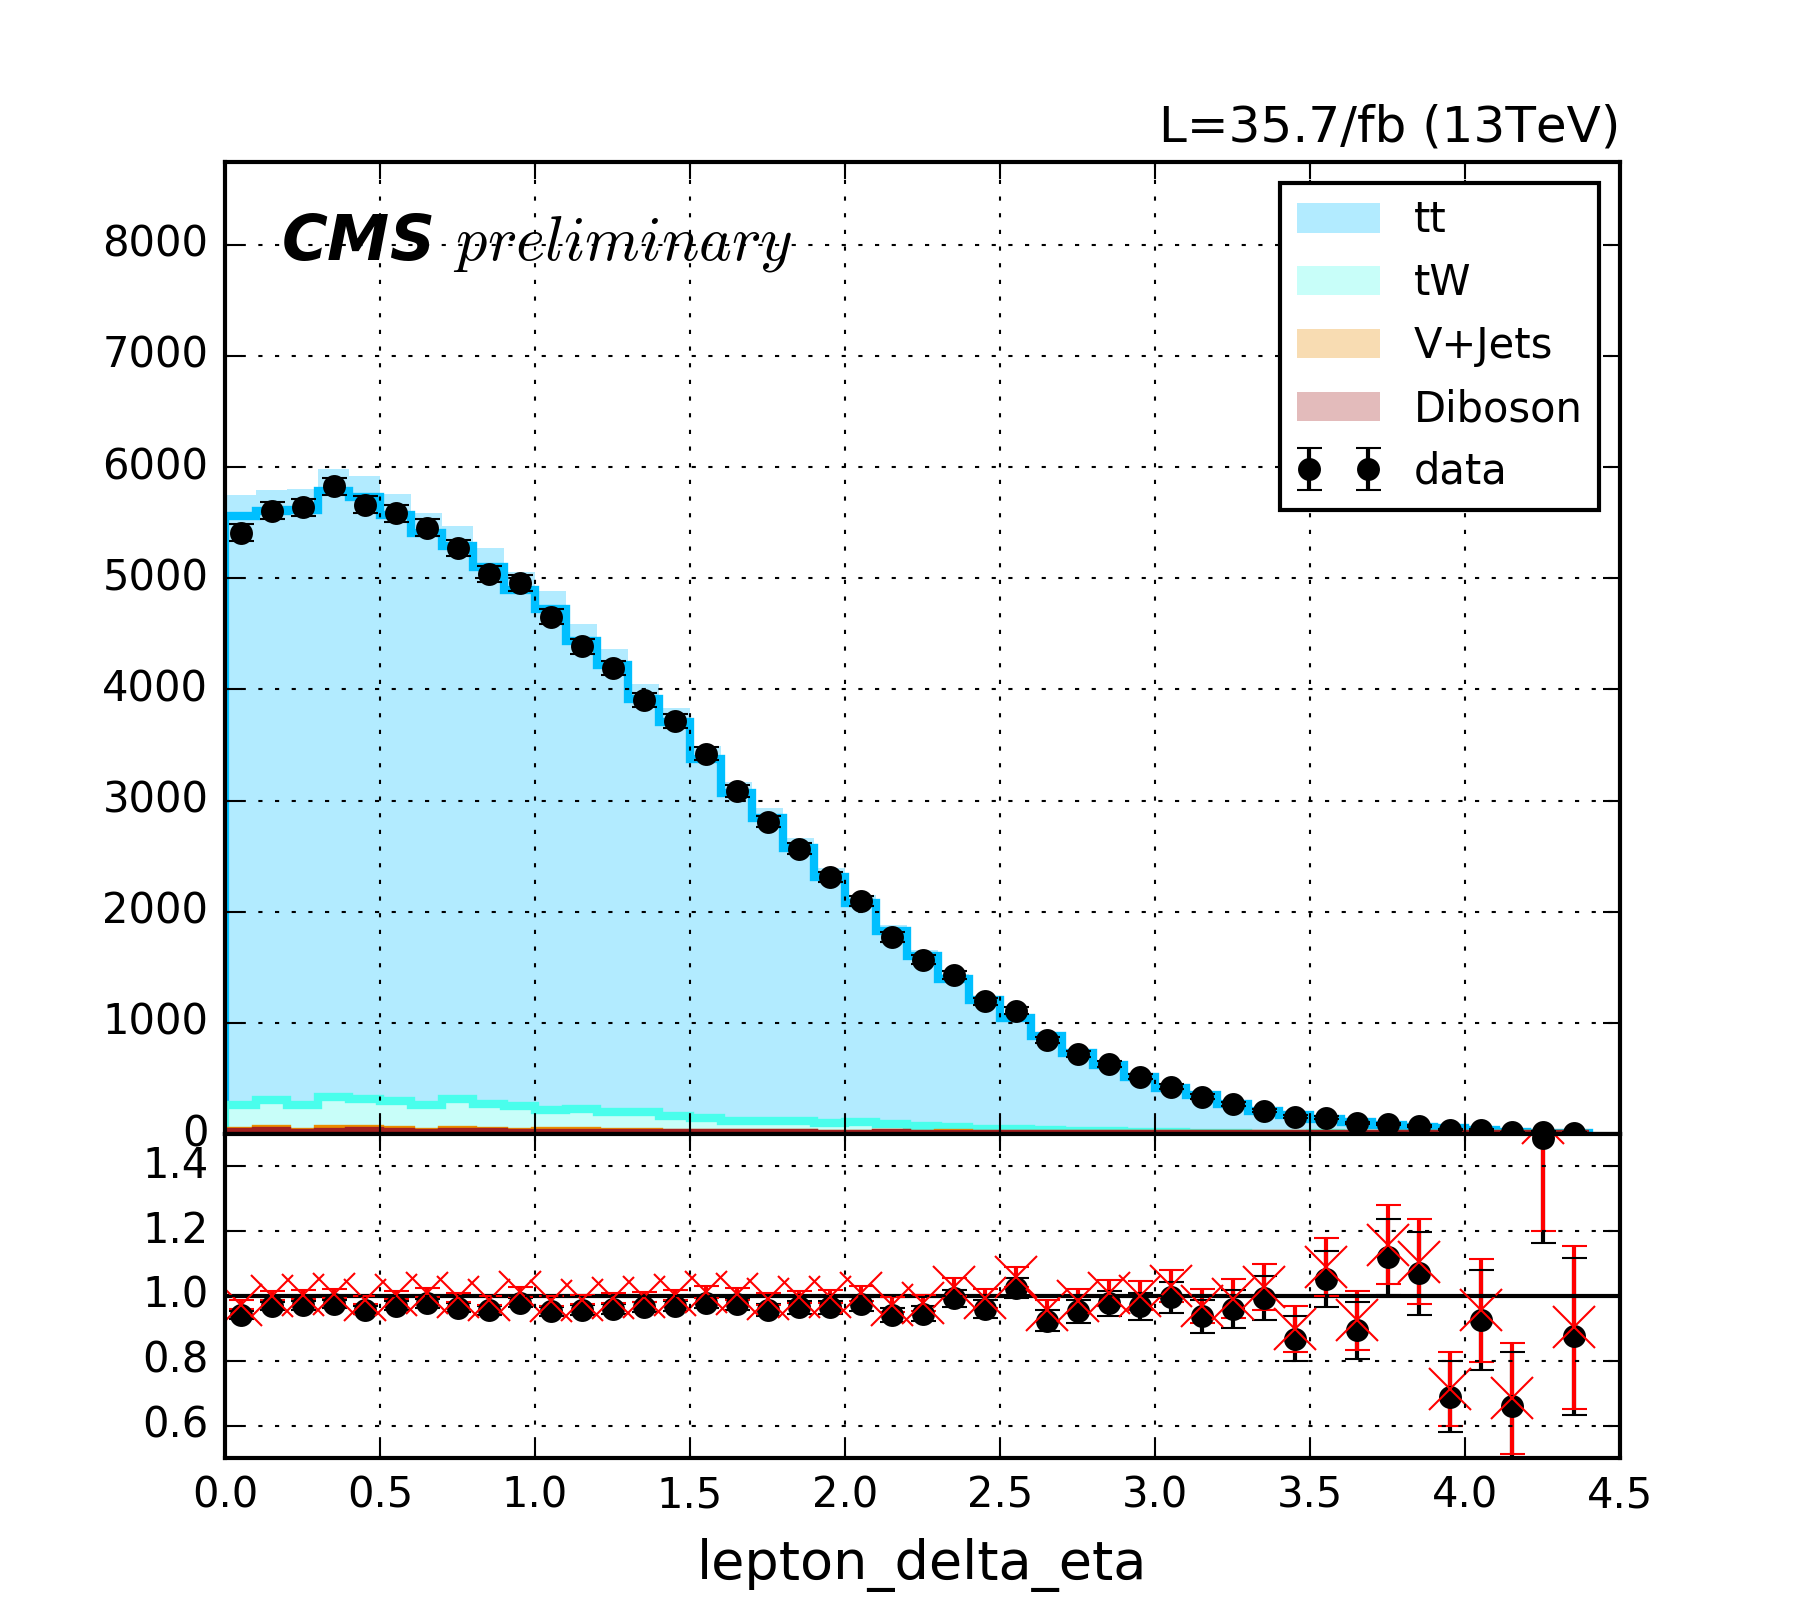 L=35.7/fb (13TeV)
CMS preliminary
tt
tW
V+Jets
Diboson
data
8000
7000
6000
5000
4000
3000
2000
1000
0
1.4
1.2
1.0
0.8
0.6
0.0 0.5 1.0 1.5 2.0 2.5 3.0 3.5 4.0 4.5
lepton_delta_eta